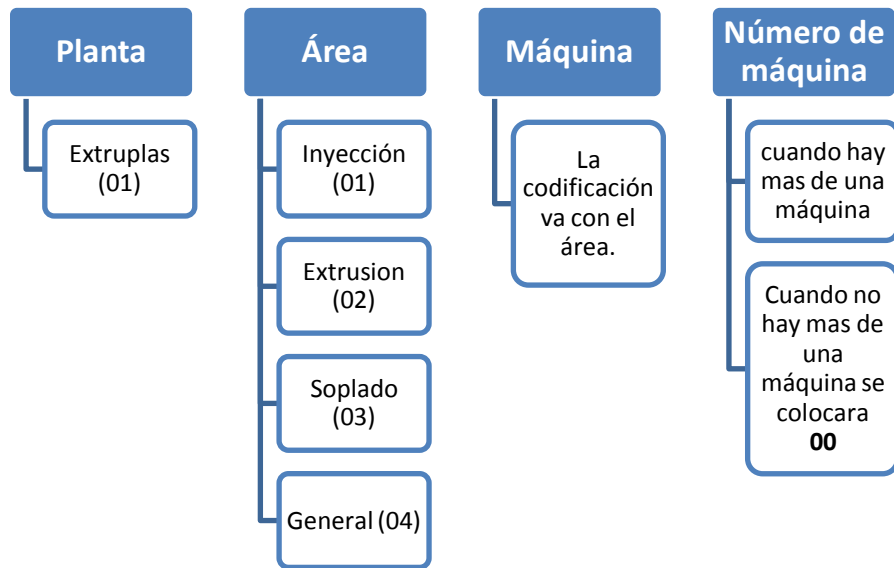 Planta
Extruplas
(01)
Área
Inyección
(01)
Extrusion
(02)
Soplado
(03)
General (04)
Máquina
La
codificación
va con el
área.
Número de
máquina
cuando hay
mas de una
máquina
Cuando no
hay mas de
una
máquina se
colocara
00